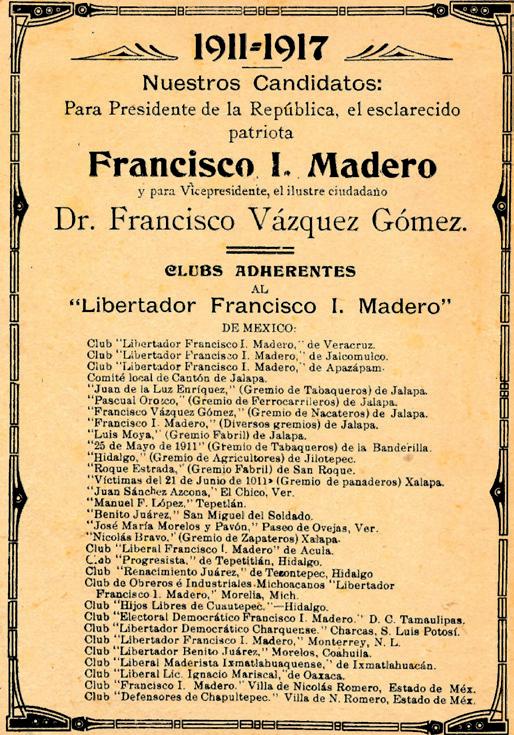 1911=1917
Nuestros Candidatos:
Para Presidente de la República, el esclarecido
patriota
Francisco I. Madero
y para Vicepresidente, el ilustre ciudadano
Dr. Francisco Vázquez Gómez.
CLUBS ADHERENTES
AL
“Libertador Francisco I. Madero”
DE MEXICO:
Club “Libertador Francisco I. Madero,” de Veracruz.
Club “Libertador Francisco I. Madero,” de Jalcomulco.
Club “Libertador Francisco I. Madero,” de Apazápam.
Comité local de Cantón de Jalapa.
“Juan de la Luz Enríquez,” (Gremio de Tabaqueros) de Jalapa.
“Pascual Orozco,” (Gremio de Ferrocarrileros) de Jalapa.
“Francisco Vázquez Gómez,” (Gremio de Nacateros) de Jalapa.
“Francisco I. Madero,” (Diversos gremios) de Jalapa.
“Luis Moya,” (Gremio Fabril) de Jalapa.
“25 de Mayo de 1911” (Gremio de Tabaqueros) de la Banderilla.
“Hidalgo,” (Gremio de Agricultores) de Jilotepec.
“Roque Estrada,” (Gremio Fabril) de San Roque.
“Víctimas del 21 de Junio de 1011” (Gremio de panaderos) Xalapa.
“Juan Sánchez Azcona,” El Chico, Ver.
“Manuel F. López,” Tepetlán.
“Benito Juárez,” San Miguel del Soldado.
“José María Morelos y Pavón,” Paseo de Ovejas, Ver.
“Nicolás Bravo,” (Gremio de Zapateros) Xalapa.
Club “Liberal Francisco I. Madero” de Acula.
Club “Progresista,” de Tepetitlán, Hidalgo.
Club “Renacimiento Juárez,” de Tezontepec, Hidalgo
Club de Obreros é Industriales Michoacanos “Libertador
Francisco I. Madero,” Morelia, Mich.
Club “Hijos Libres de Cuautepec.”—Hidalgo.
Club “Electoral Democrático Francisco I. Madero.” D. C. Tamaulipas.
Club “Libertador Democrático Charquense.” Charcas, S. Luis Potosí.
Club “Libertador Francisco I. Madero,” Monterrey, N. L.
Club “Libertador Benito Juárez,” Morelos, Coahuila.
Club “Liberal Maderista Ixmatlahuaquense,” de Ixmatlahuacán.
Club “Liberal Lic. Ignacio Mariscal,” de Oaxaca.
Club “Francisco I. Madero.” Villa de Nicolás Romero, Estado de Méx.
Club “Defensores de Chapultepec.” Villa de N. Romero, Estado de Méx.